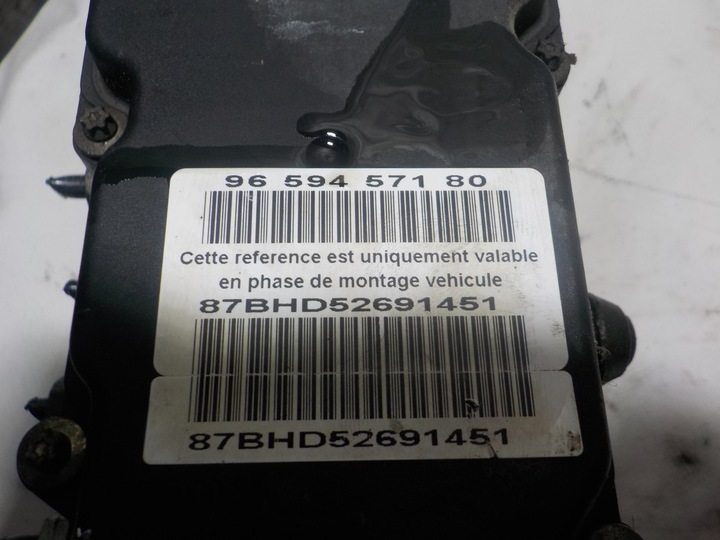 96 594 571 80
Cette reference est uniquement valable
en phase de montage vehicule
87BHD52691451
87BHD52691451